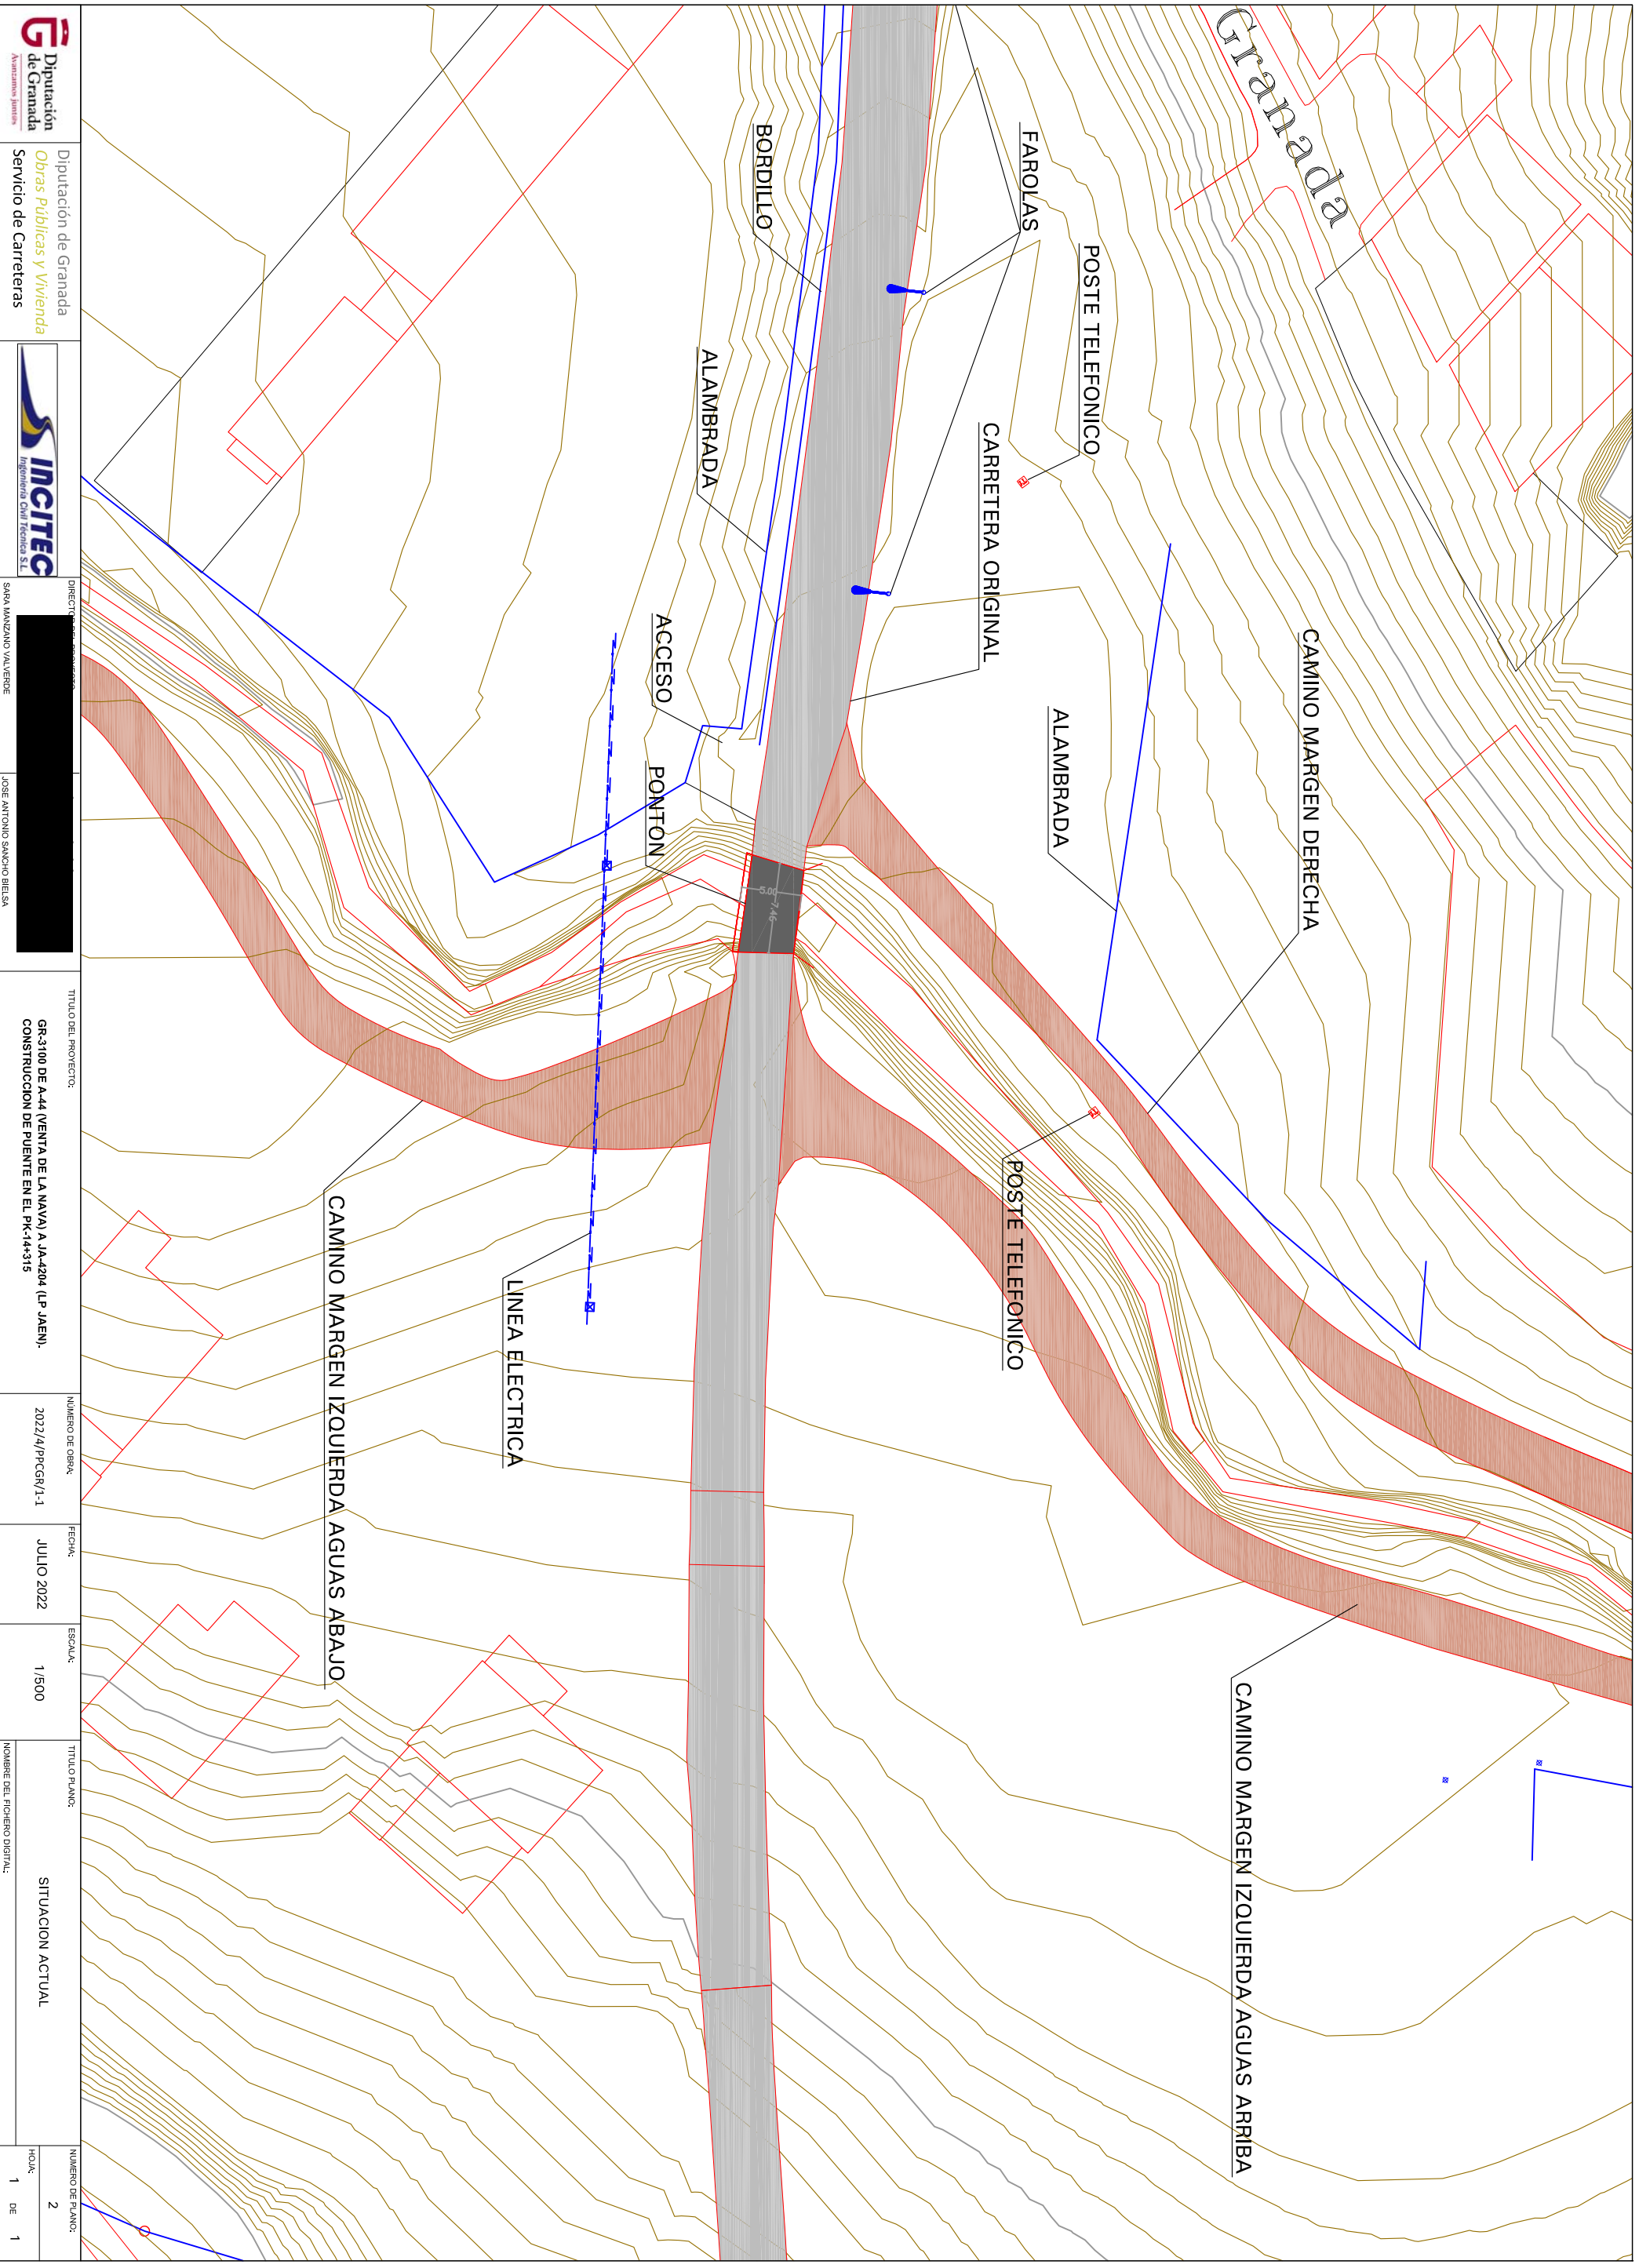 Granada
FAROLAS
POSTE TELEFONICO
BORDILLO
ALAMBRADA
CARRETERA ORIGINAL
ACCESO
CAMINO MARGEN DERECHA
ALAMBRADA
PONTON
5.00
7.46
POSTE TELEFONICO
LINEA ELECTRICA
CAMINO MARGEN IZQUIERDA AGUAS ABAJO
CAMINO MARGEN IZQUIERDA AGUAS ARRIBA
Diputación
de Granada
Avanzamos juntos
Diputación de Granada
Obras Públicas y Vivienda
Servicio de Carreteras
INCITEC
Ingeniería Civil Técnica S.L.
SARA MANZANO VALVERDE
JOSE ANTONIO SANCHO BIELSA
TITULO DEL PROYECTO:
GR-3100 DE A-44 (VENTA DE LA NAVA) A JA-4204 (LP JAEN).
CONSTRUCCION DE PUENTE EN EL PK-14+315
NÚMERO DE OBRA:
2022/4/PPCGR/1-1
FECHA:
JULIO 2022
ESCALA:
1/500
TITULO PLANO:
SITUACION ACTUAL
NOMBRE DEL FICHERO DIGITAL:
NUMERO DE PLANO:
2
HOJA:
1 DE 1